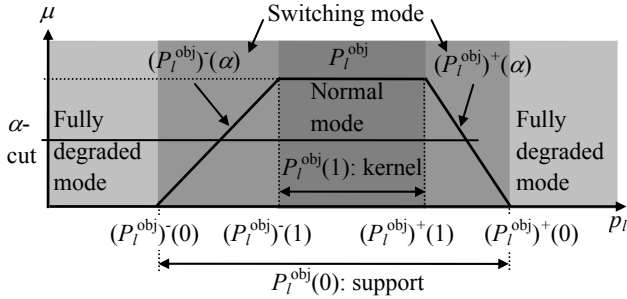 μ
Switching mode
(P_l^obj)^-(α)
P_l^obj
(P_l^obj)^+(α)
Normal
mode
α-
cut
Fully
degraded
mode
Fully
degraded
mode
P_l^obj(1): kernel
(P_l^obj)^-(0)
(P_l^obj)^-(1)
(P_l^obj)^+(1)
(P_l^obj)^+(0)
p_l
P_l^obj(0): support